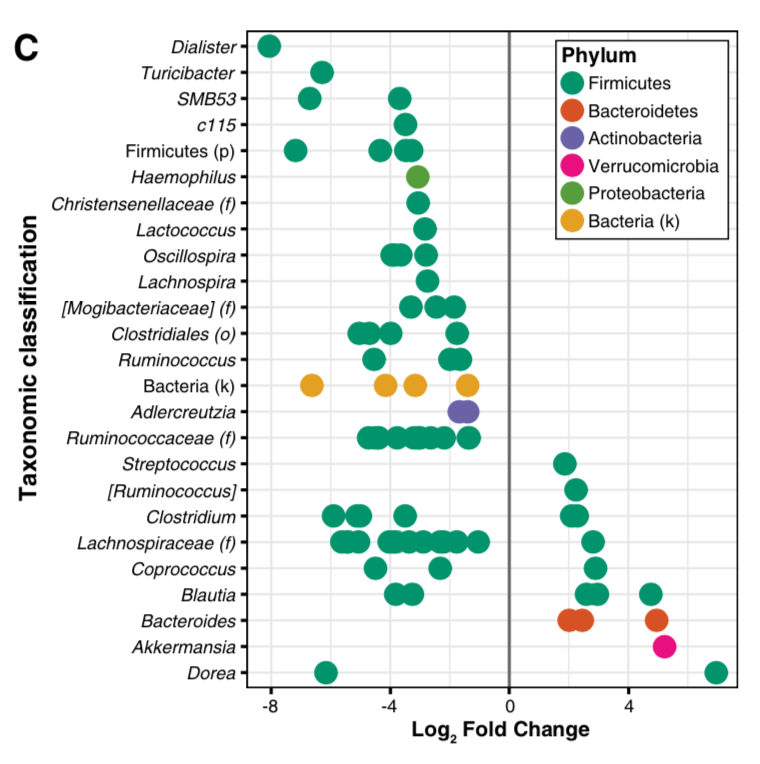 C
Dialister
Turicibacter
SMB53
c115
Firmicutes (p)
Haemophilus
Christensenellaceae (f)
Lactococcus
Oscillospira
Lachnospira
[Mogibacteriaceae] (f)
Clostridiales (o)
Ruminococcus
Bacteria (k)
Adlercreutzia
Ruminococcaceae (f)
Streptococcus
[Ruminococcus]
Clostridium
Lachnospiraceae (f)
Coprococcus
Blautia
Bacteroides
Akkermansia
Dorea
Taxonomic classification
Phylum
Firmicutes
Bacteroidetes
Actinobacteria
Verrucomicrobia
Proteobacteria
Bacteria (k)
-8 -4 0 4
Log₂ Fold Change